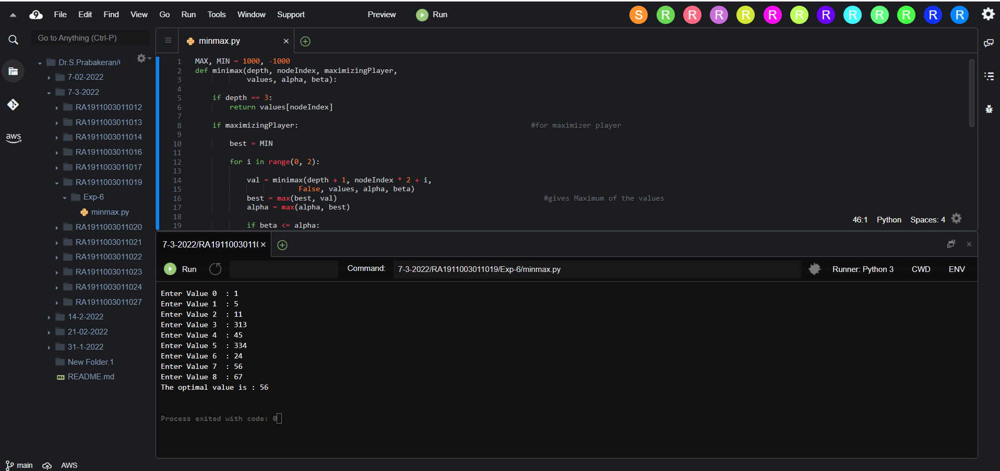 File Edit Find View Go Run Tools Window Support Preview Run S R R R R R R R R R R R R
Go to Anything (Ctrl-P)
Dr.S.Prabakeran/
7-02-2022
7-3-2022
RA1911003011012
RA1911003011013
RA1911003011014
RA1911003011016
RA1911003011017
RA1911003011019
Exp-6
minmax.py
RA1911003011020
RA1911003011021
RA1911003011022
RA1911003011023
RA1911003011024
RA1911003011027
14-2-2022
21-02-2022
31-1-2022
New Folder.1
README.md
aws
minmax.py
1 MAX, MIN = 1000, -1000
2 def minimax(depth, nodeIndex, maximizingPlayer,
3 values, alpha, beta):
4
5 if depth == 3:
6 return values[nodeIndex]
7
8 if maximizingPlayer: #for maximizer player
9
10 best = MIN
11
12 for i in range(0, 2):
13
14 val = minimax(depth + 1, nodeIndex * 2 + i,
15 False, values, alpha, beta)
16 best = max(best, val) #gives Maximum of the values
17 alpha = max(alpha, best)
18
19 if beta <= alpha:
46:1 Python Spaces: 4
7-3-2022/RA19110030110
Run Command: 7-3-2022/RA1911003011019/Exp-6/minmax.py Runner: Python 3 CWD ENV
Enter Value 0 : 1
Enter Value 1 : 5
Enter Value 2 : 11
Enter Value 3 : 313
Enter Value 4 : 45
Enter Value 5 : 334
Enter Value 6 : 24
Enter Value 7 : 56
Enter Value 8 : 67
The optimal value is : 56
Process exited with code: 0
main AWS